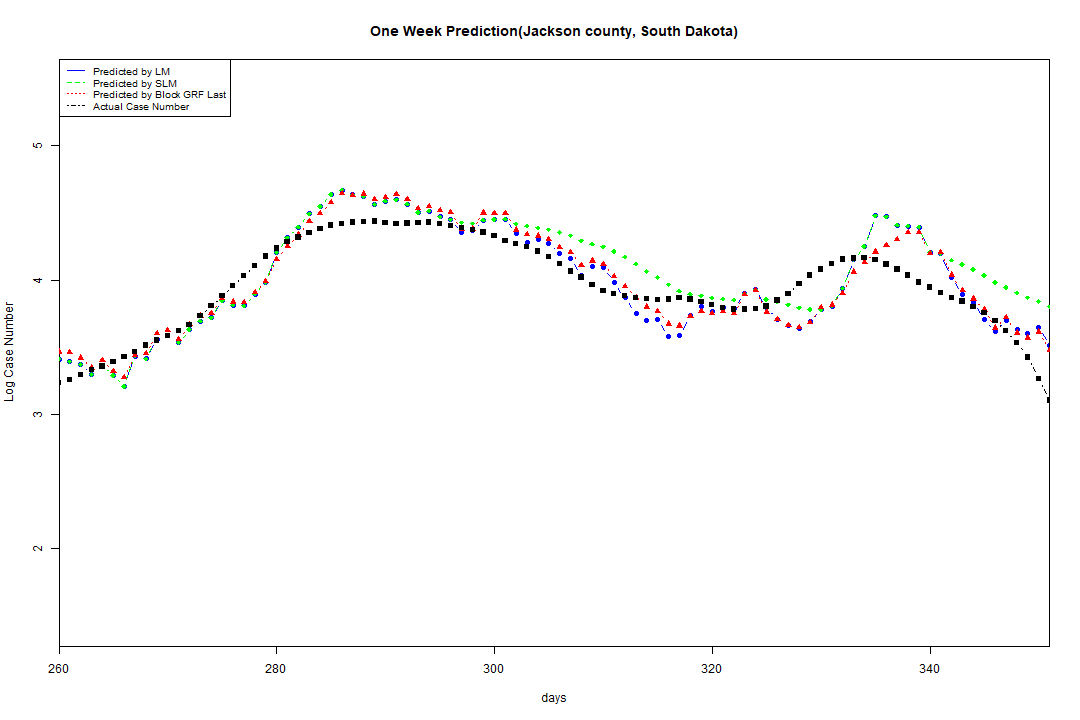 One Week Prediction(Jackson county, South Dakota)
Predicted by LM
Predicted by SLM
Predicted by Block GRF Last
Actual Case Number
5
4
3
2
Log Case Number
260 280 300 320 340
days